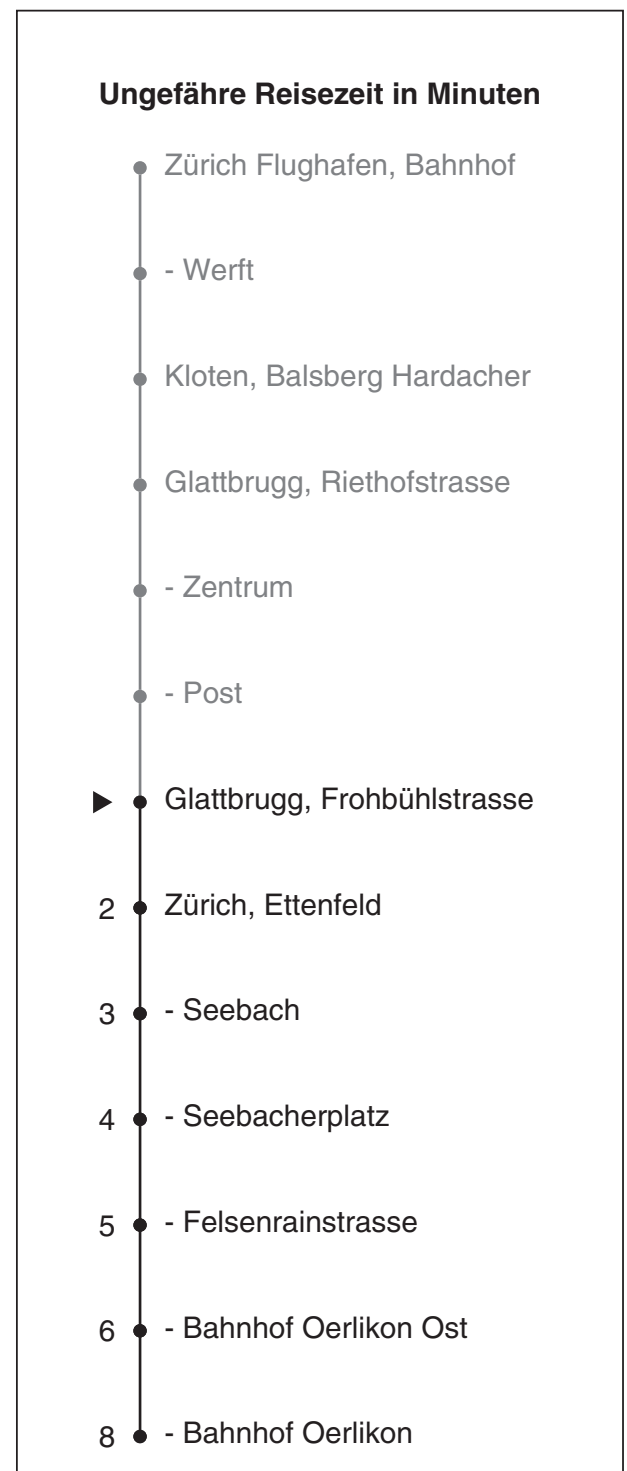 Ungefähre Reisezeit in Minuten
Zürich Flughafen, Bahnhof
- Werft
Kloten, Balsberg Hardacher
Glattbrugg, Riethofstrasse
- Zentrum
- Post
Glattbrugg, Frohbühlstrasse
2 Zürich, Ettenfeld
3 - Seebach
4 - Seebacherplatz
5 - Felsenrainstrasse
6 - Bahnhof Oerlikon Ost
8 - Bahnhof Oerlikon